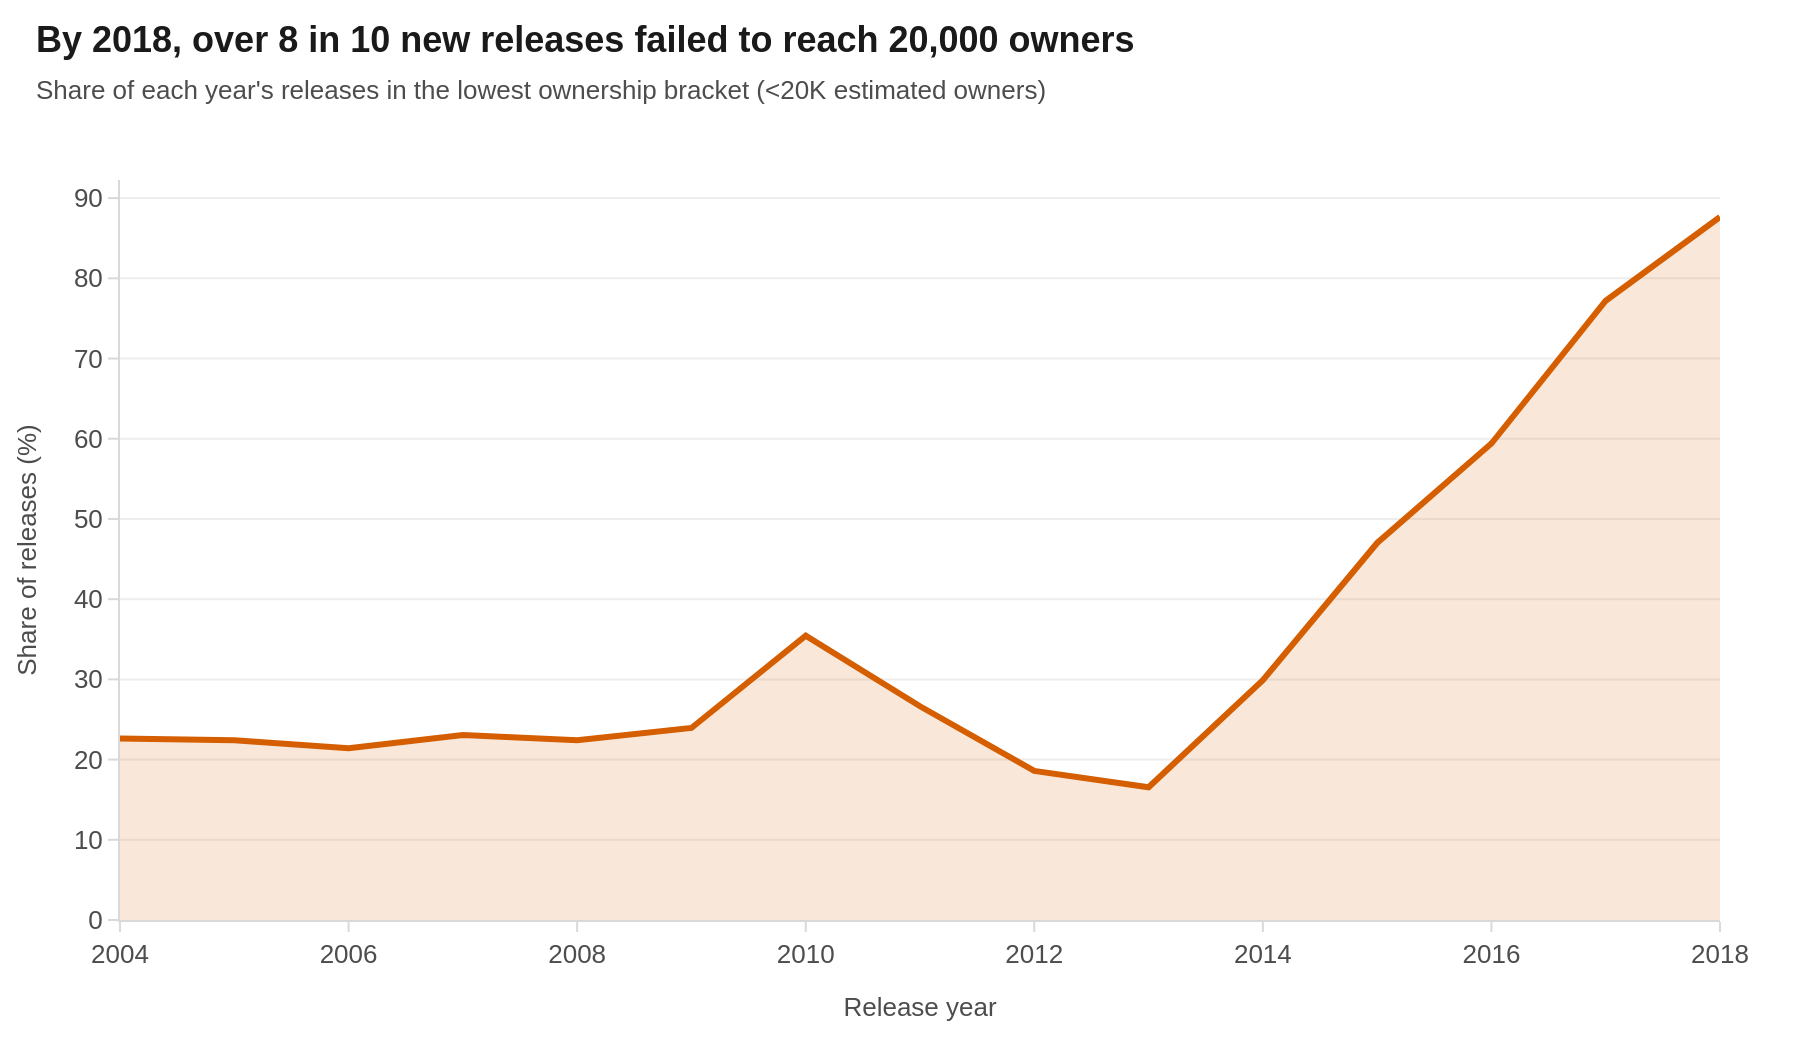 By 2018, over 8 in 10 new releases failed to reach 20,000 owners
Share of each year's releases in the lowest ownership bracket (<20K estimated owners)
Share of releases (%)
90
80
70
60
50
40
30
20
10
0
2004 2006 2008 2010 2012 2014 2016 2018
Release year